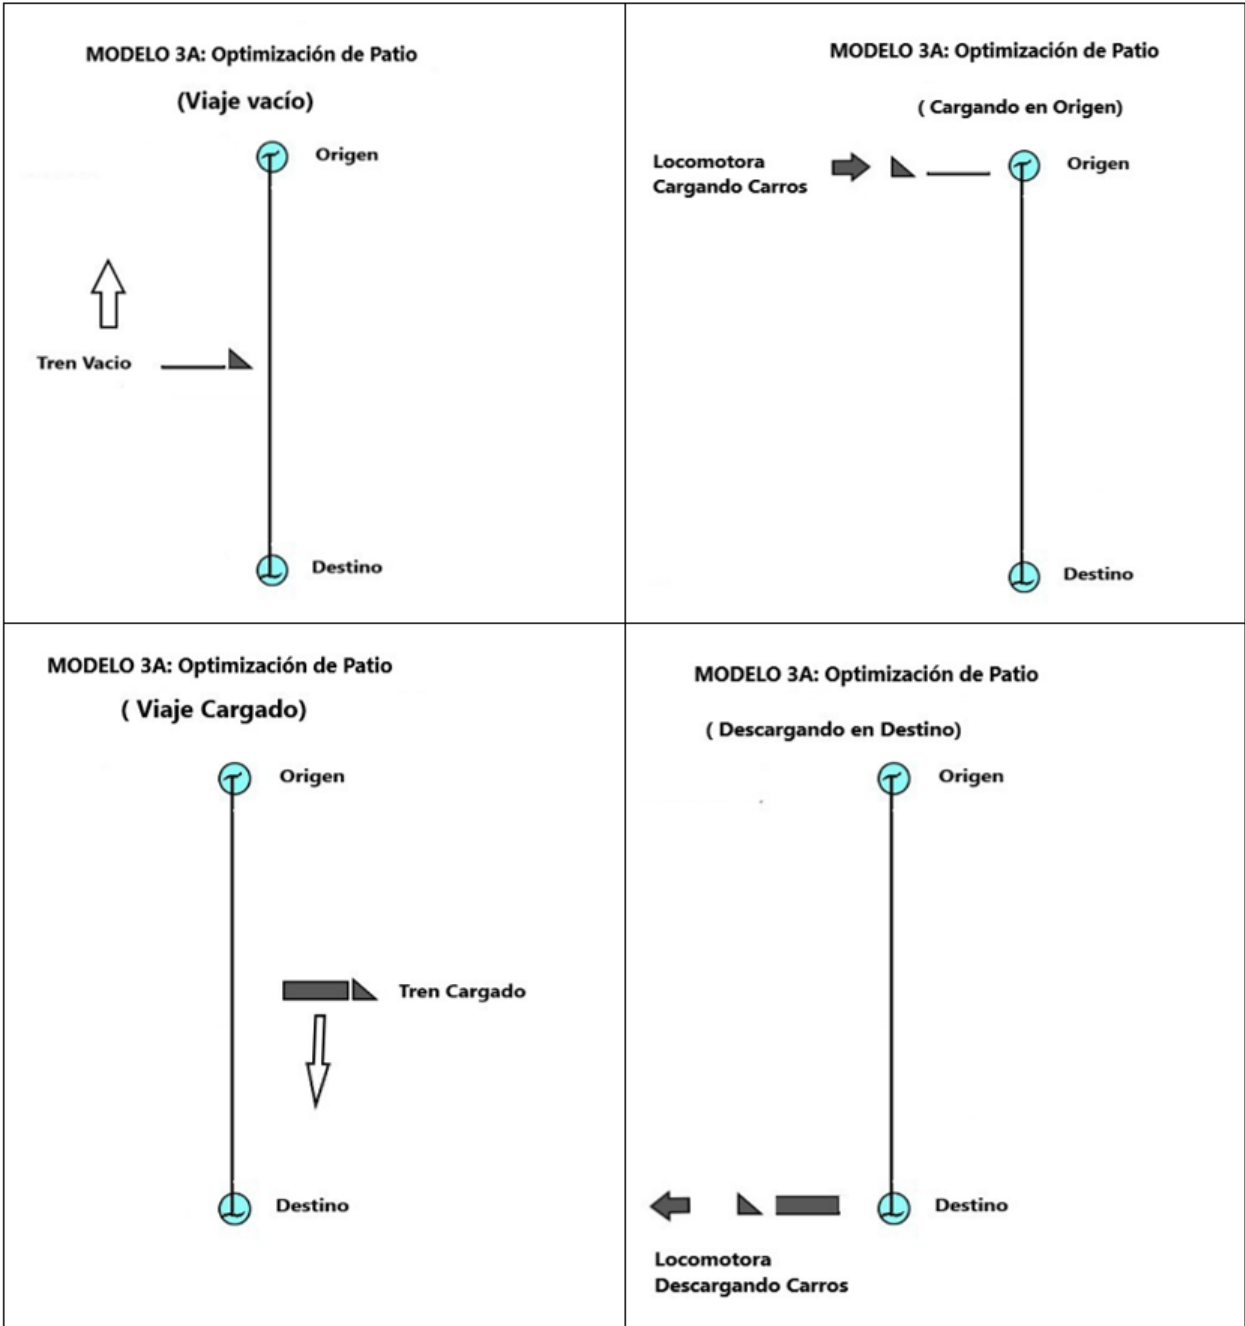 MODELO 3A: Optimización de Patio
(Viaje vacío)
Origen
Tren Vacio
Destino
MODELO 3A: Optimización de Patio
( Cargando en Origen)
Locomotora
Cargando Carros
Origen
Destino
MODELO 3A: Optimización de Patio
( Viaje Cargado)
Origen
Tren Cargado
Destino
MODELO 3A: Optimización de Patio
( Descargando en Destino)
Origen
Destino
Locomotora
Descargando Carros